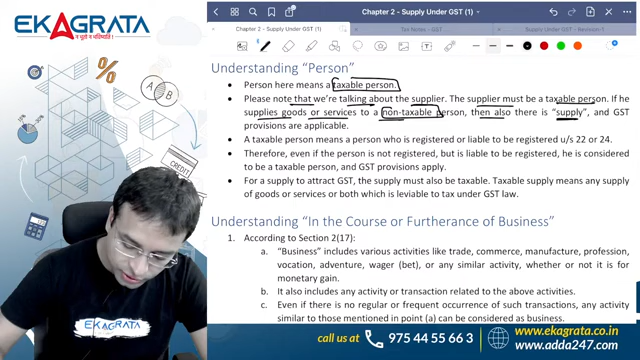 EKAGRATA
।। एकाग्रता
Chapter 2 - Supply Under GST (1)
Chapter 2 - Supply Under GST (1)
Tax Notes - GST
Supply under GST - Revision-1
Understanding “Person”
• Person here means a taxable person.
• Please note that we’re talking about the supplier. The supplier must be a taxable person. If he
supplies goods or services to a non-taxable person, then also there is “supply”, and GST
provisions are applicable.
• A taxable person means a person who is registered or liable to be registered u/s 22 or 24.
• Therefore, even if the person is not registered, but is liable to be registered, he is considered
to be a taxable person, and GST provisions apply.
• For a supply to attract GST, the supply must also be taxable. Taxable supply means any supply
of goods or services or both which is leviable to tax under GST law.
Understanding “In the Course or Furtherance of Business”
1. According to Section 2(17):
a. “Business” includes various activities like trade, commerce, manufacture, profession,
vocation, adventure, wager (bet), or any similar activity, whether or not it is for
monetary gain.
b. It also includes any activity or transaction related to the above activities.
c. Even if there is no regular or frequent occurrence of such transactions, any activity
similar to those mentioned in point (a) can be considered as business.
%
A
B
CREDIT
EKAGRATA
call us at
975 44 55 66 3
www.ekagrata.co.in
www.adda247.com